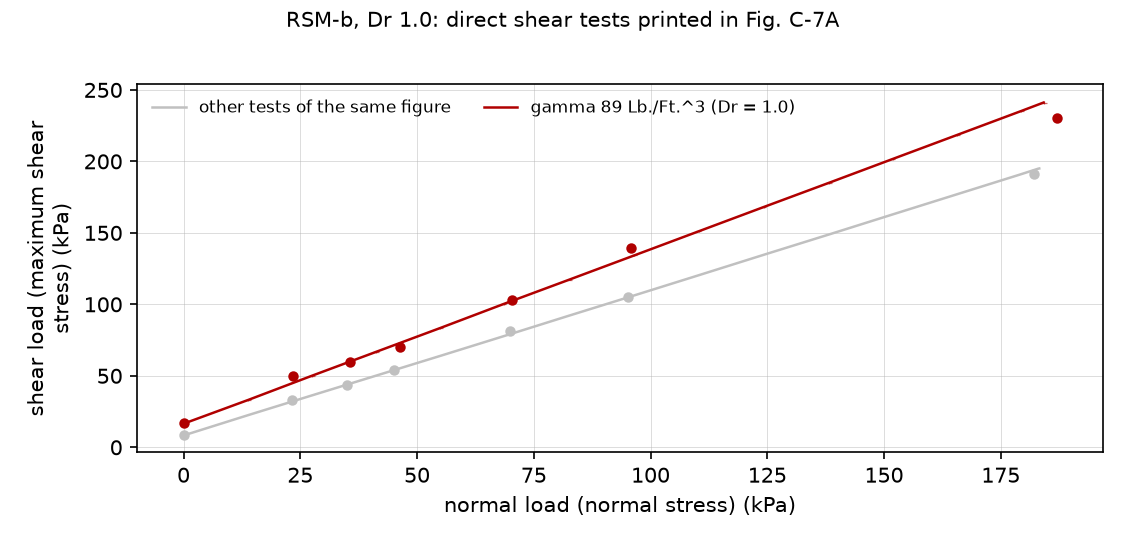 RSM-b, Dr 1.0: direct shear tests printed in Fig. C-7A
other tests of the same figure
gamma 89 Lb./Ft.^3 (Dr = 1.0)
shear load (maximum shear
stress) (kPa)
250
200
150
100
50
0
0 25 50 75 100 125 150 175
normal load (normal stress) (kPa)